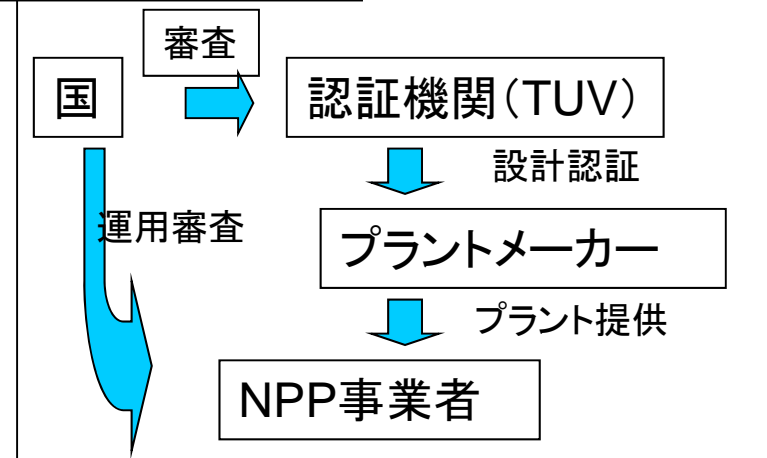 審査
国
認証機関(TUV)
設計認証
運用審査
プラントメーカー
プラント提供
NPP事業者